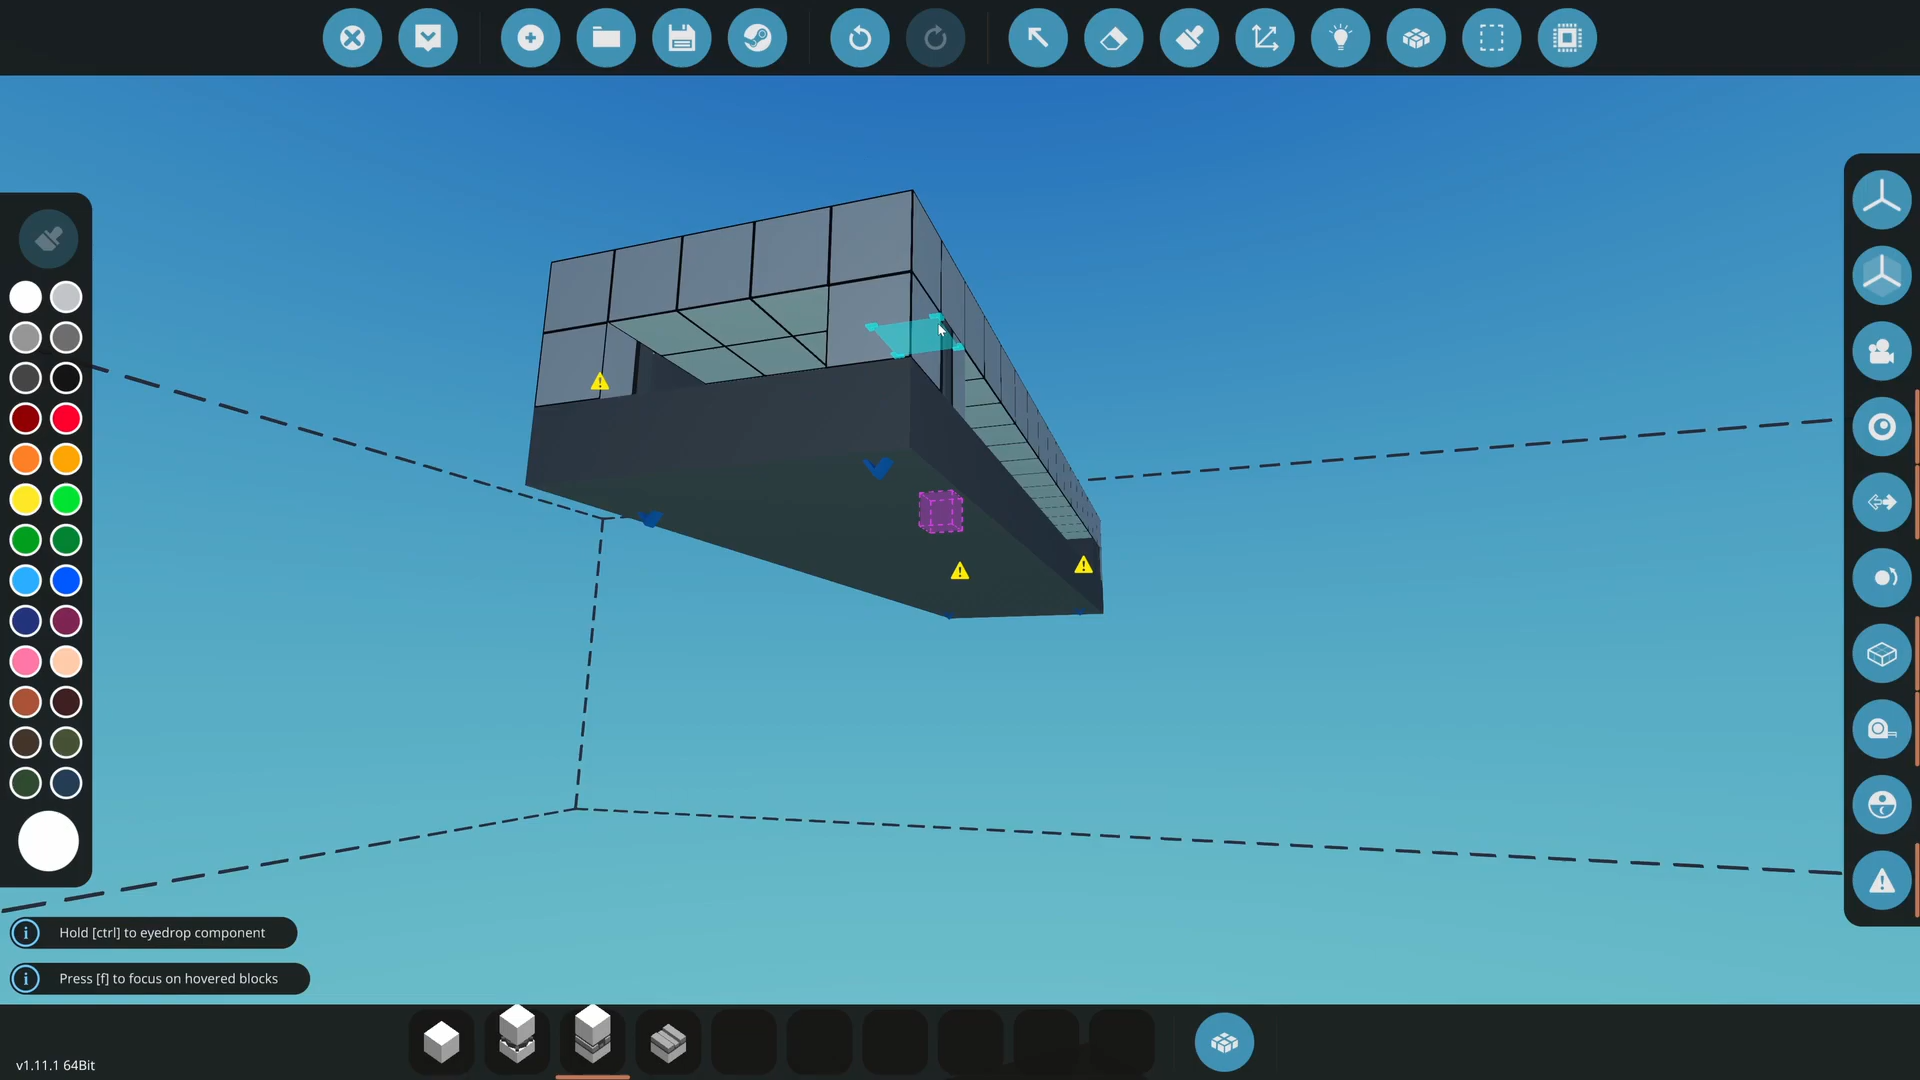 Hold [ctrl] to eyedrop component
Press [f] to focus on hovered blocks
v1.11.1 64Bit